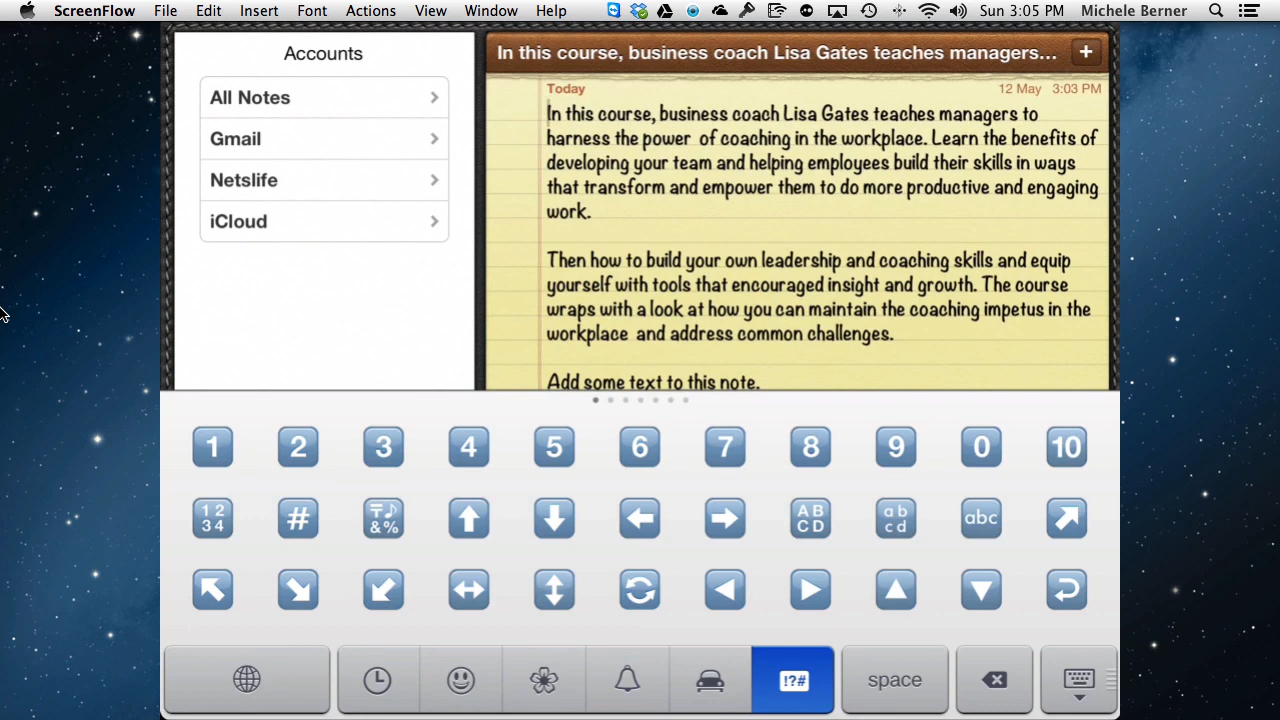 ScreenFlow File Edit Insert Font Actions View Window Help Sun 3:05 PM Michele Berner
Accounts
All Notes
Gmail
Netslife
iCloud
In this course, business coach Lisa Gates teaches managers... +
Today 12 May 3:03 PM
In this course, business coach Lisa Gates teaches managers to
harness the power of coaching in the workplace. Learn the benefits of
developing your team and helping employees build their skills in ways
that transform and empower them to do more productive and engaging
work.
Then how to build your own leadership and coaching skills and equip
yourself with tools that encouraged insight and growth. The course
wraps with a look at how you can maintain the coaching impetus in the
workplace and address common challenges.
Add some text to this note.
1 2 3 4 5 6 7 8 9 0 10
1 2 3 4 # 〒♪&% AB CD ab cd abc
!?# space